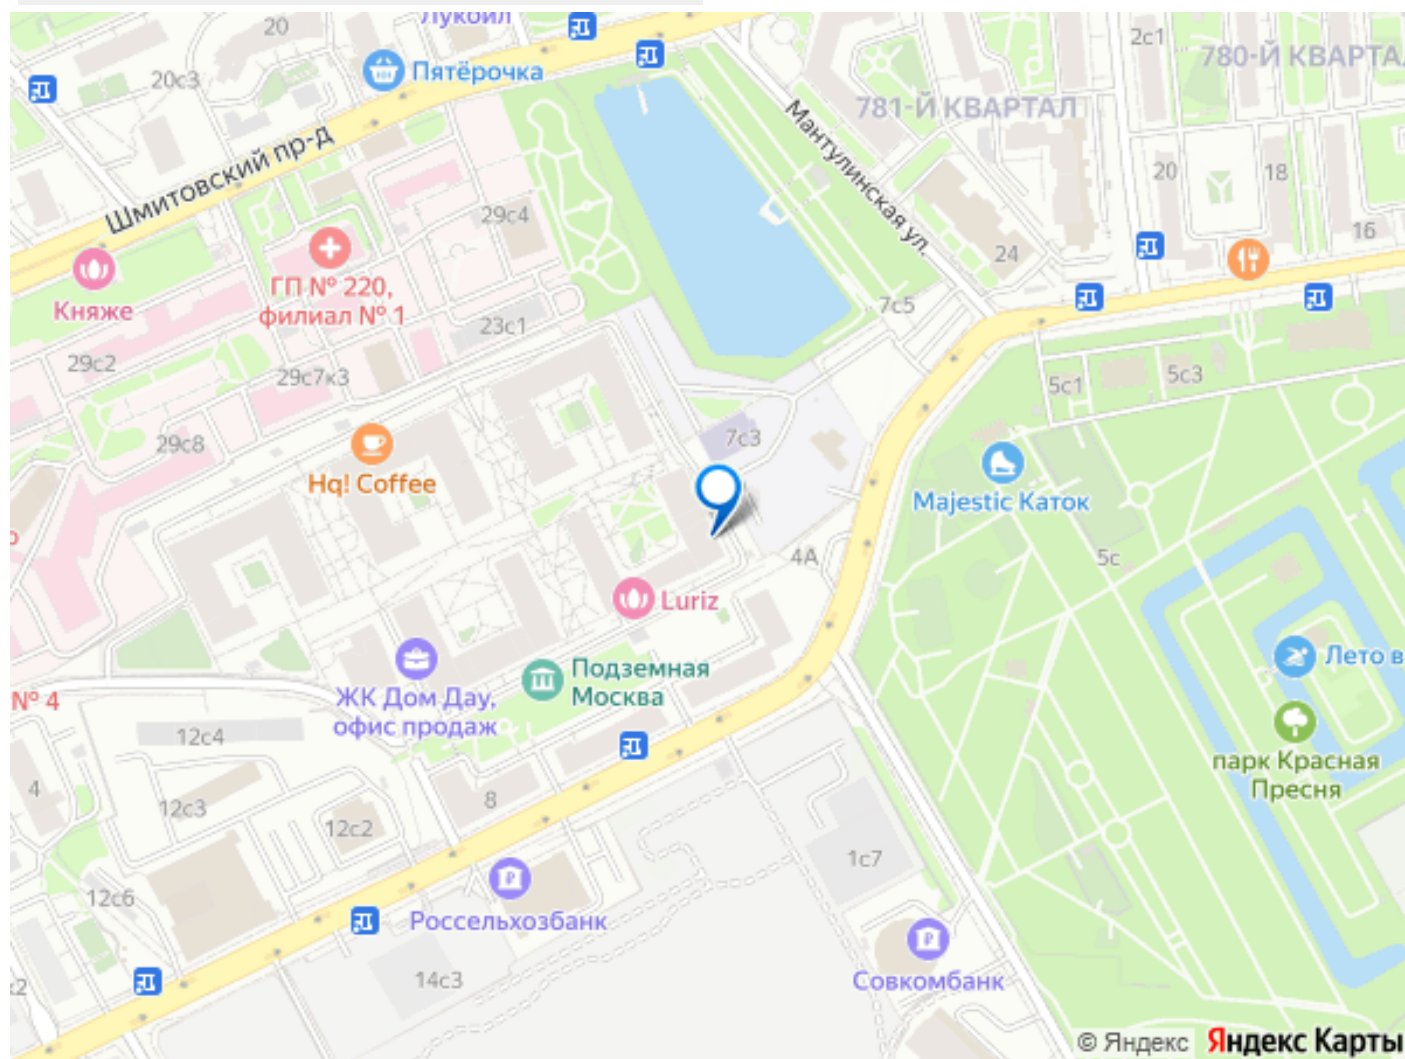 Лукойл
20
2с1
780-Й КВАРТА
20с3
Пятёрочка
781-Й КВАРТАЛ
Шмитовский пр-д
Мантулинская ул.
20
18
29с4
16
24
ГП № 220,
филиал № 1
Княже
7с5
23с1
29с2
29с7к3
5с1
5с3
29с8
7с3
Hq! Coffee
Majestic Каток
4А
5с
Luriz
Подземная
Москва
Лето в
№ 4
ЖК Дом Дау,
офис продаж
12с4
парк Красная
Пресня
4
12с3
8
12с2
1с7
12с6
Россельхозбанк
14с3
Совкомбанк
© Яндекс Яндекс Карты